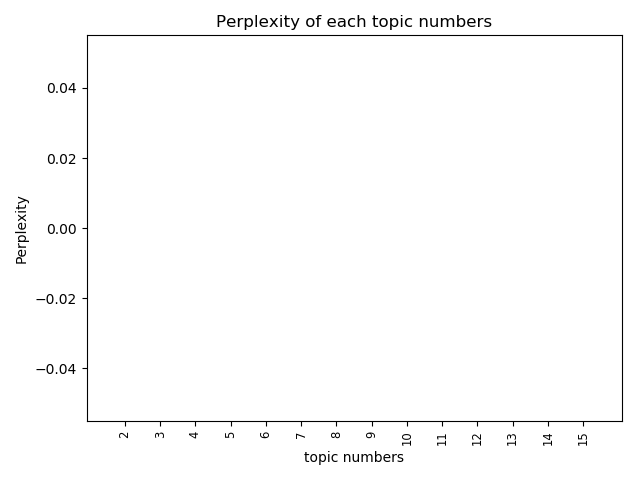 Perplexity of each topic numbers
0.04
0.02
0.00
−0.02
−0.04
Perplexity
2 3 4 5 6 7 8 9 10 11 12 13 14 15
topic numbers